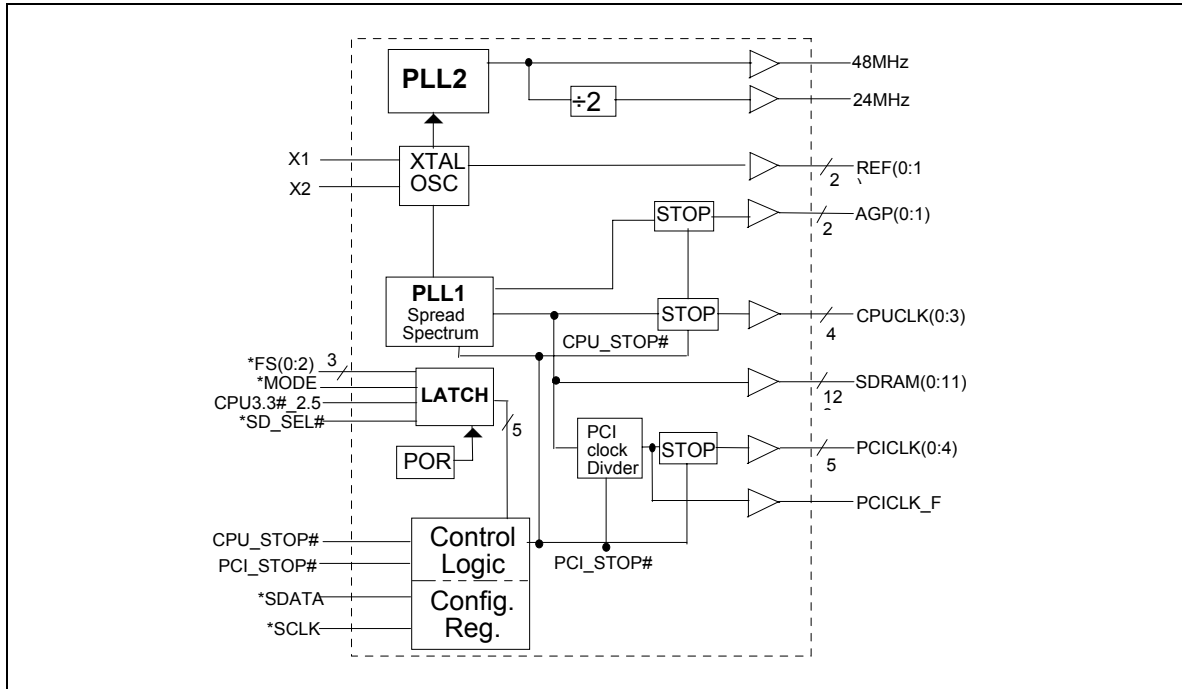 PLL2
÷2
48MHz
24MHz
X1
X2
XTAL
OSC
REF(0:1
)
2
STOP
AGP(0:1)
2
PLL1
Spread
Spectrum
STOP
CPUCLK(0:3)
4
CPU_STOP#
*FS(0:2)
3
*MODE
CPU3.3#_2.5
*SD_SEL#
LATCH
5
POR
SDRAM(0:11)
12
PCI
clock
Divder
STOP
PCICLK(0:4)
5
PCICLK_F
CPU_STOP#
PCI_STOP#
*SDATA
*SCLK
Control
Logic
Config.
Reg.
PCI_STOP#